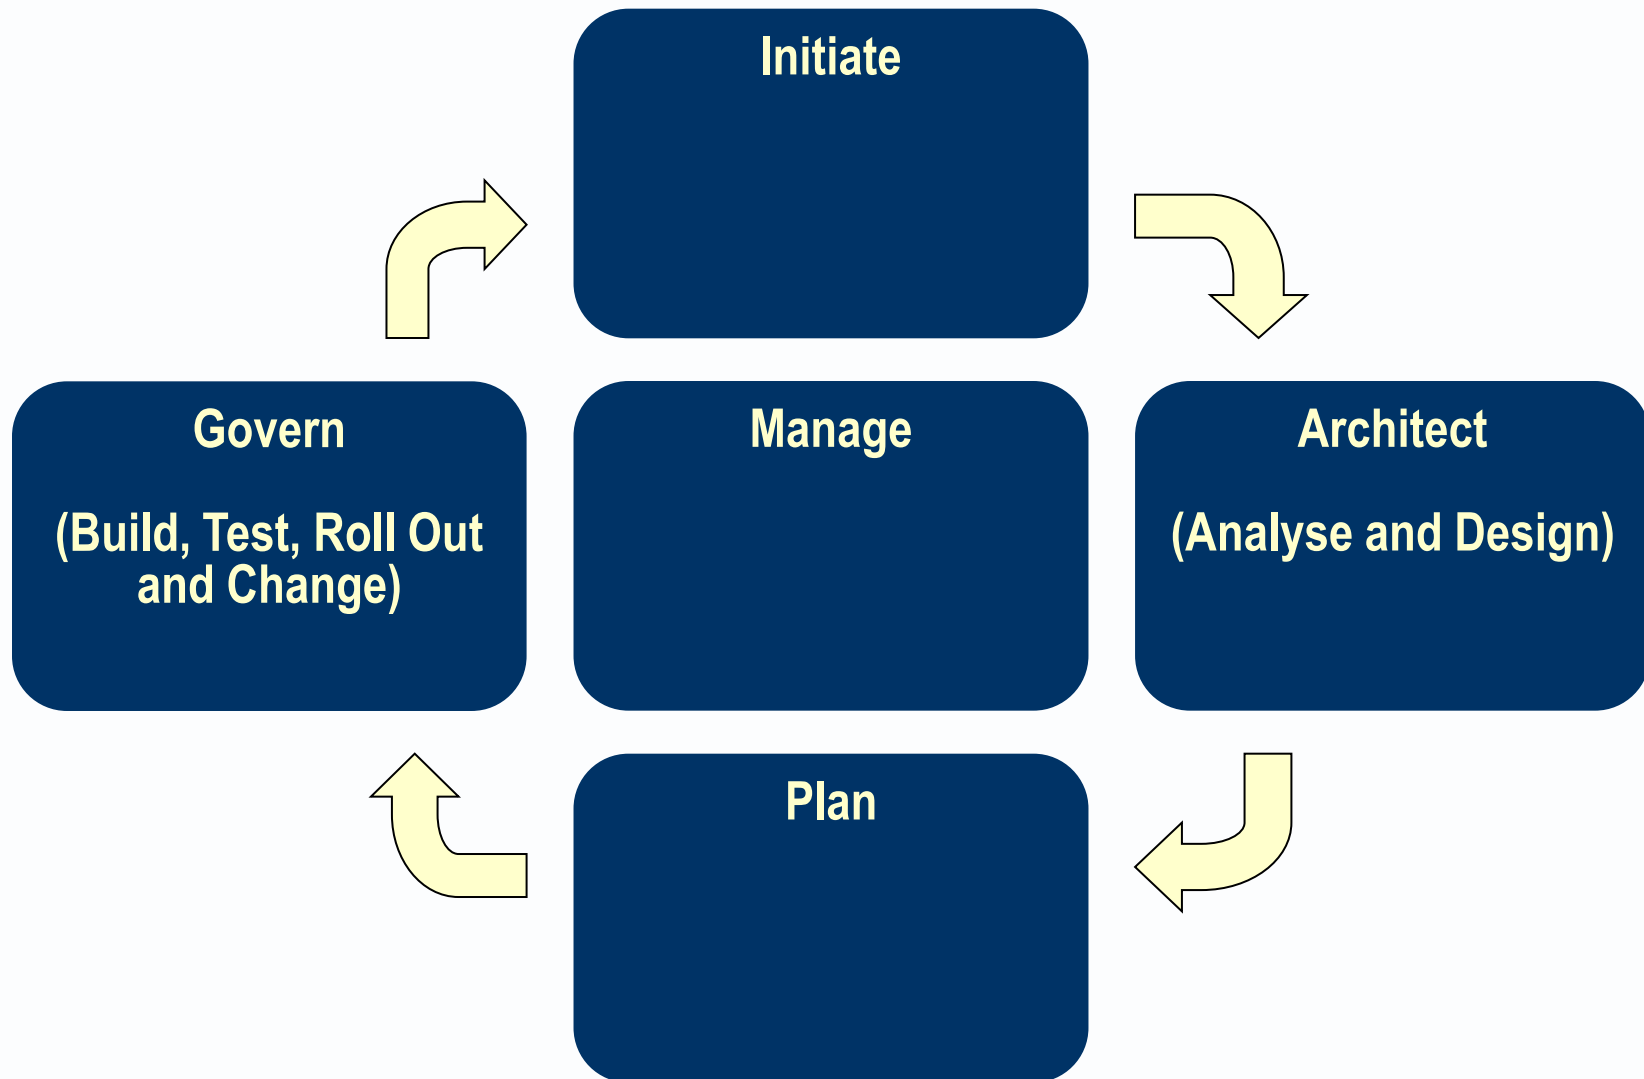 Initiate
Govern
(Build, Test, Roll Out
and Change)
Manage
Architect
(Analyse and Design)
Plan